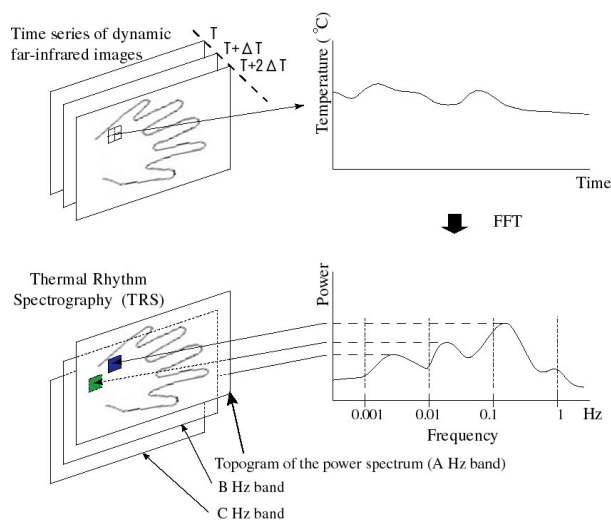 Time series of dynamic
far-infrared images
T
T+ΔT
T+2ΔT
Temperature (℃)
Time
FFT
Thermal Rhythm
Spectrography (TRS)
Power
0.001
0.01
0.1
1
Hz
Frequency
Topogram of the power spectrum (A Hz band)
B Hz band
C Hz band